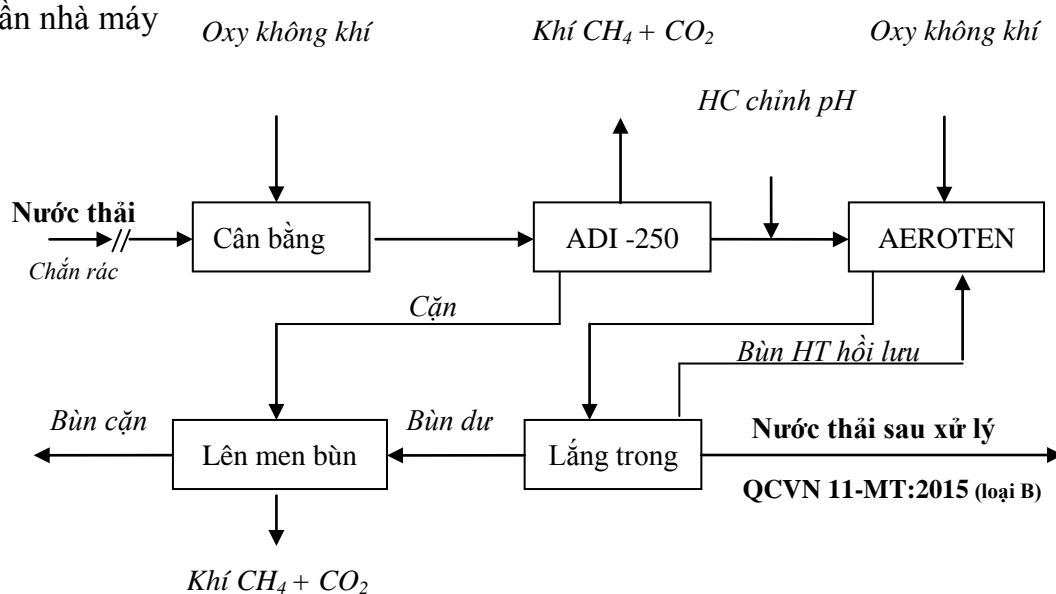 ần nhà máy
Oxy không khí
Khí CH₄ + CO₂
Oxy không khí
HC chỉnh pH
Nước thải
Chắn rác
Cân bằng
ADI -250
AEROTEN
Cặn
Bùn HT hồi lưu
Bùn cặn
Lên men bùn
Bùn dư
Lắng trong
Nước thải sau xử lý
QCVN 11-MT:2015 (loại B)
Khí CH₄ + CO₂